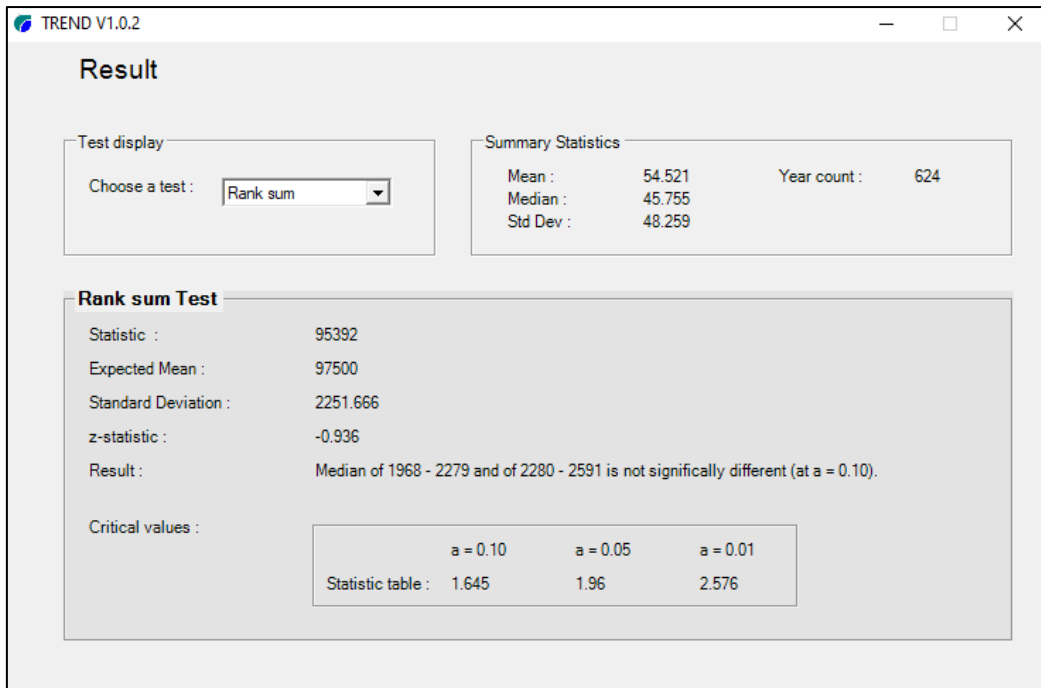 TREND V1.0.2
Result
Test display
Choose a test : Rank sum
Summary Statistics
Mean : 54.521 Year count : 624
Median : 45.755
Std Dev : 48.259
Rank sum Test
Statistic : 95392
Expected Mean : 97500
Standard Deviation : 2251.666
z-statistic : -0.936
Result : Median of 1968 - 2279 and of 2280 - 2591 is not significally different (at a = 0.10).
Critical values :
a = 0.10 a = 0.05 a = 0.01
Statistic table : 1.645 1.96 2.576